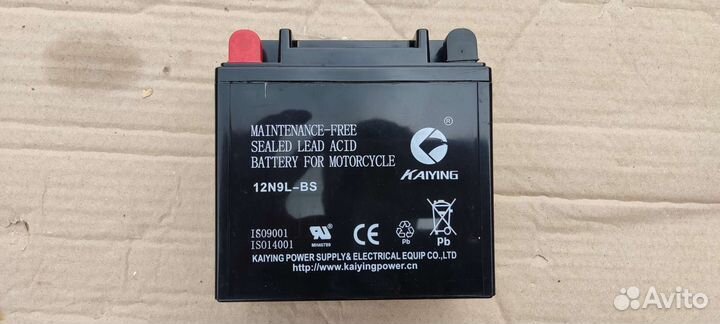 MAINTENANCE-FREE
SEALED LEAD ACID
BATTERY FOR MOTORCYCLE
®
KAIYING
12N9L-BS
ISO9001
ISO14001
MH46789
CE
Pb
Pb
KAIYING POWER SUPPLY& ELECTRICAL EQUIP CO.,LTD
http://www.kaiyingpower.cn
Avito